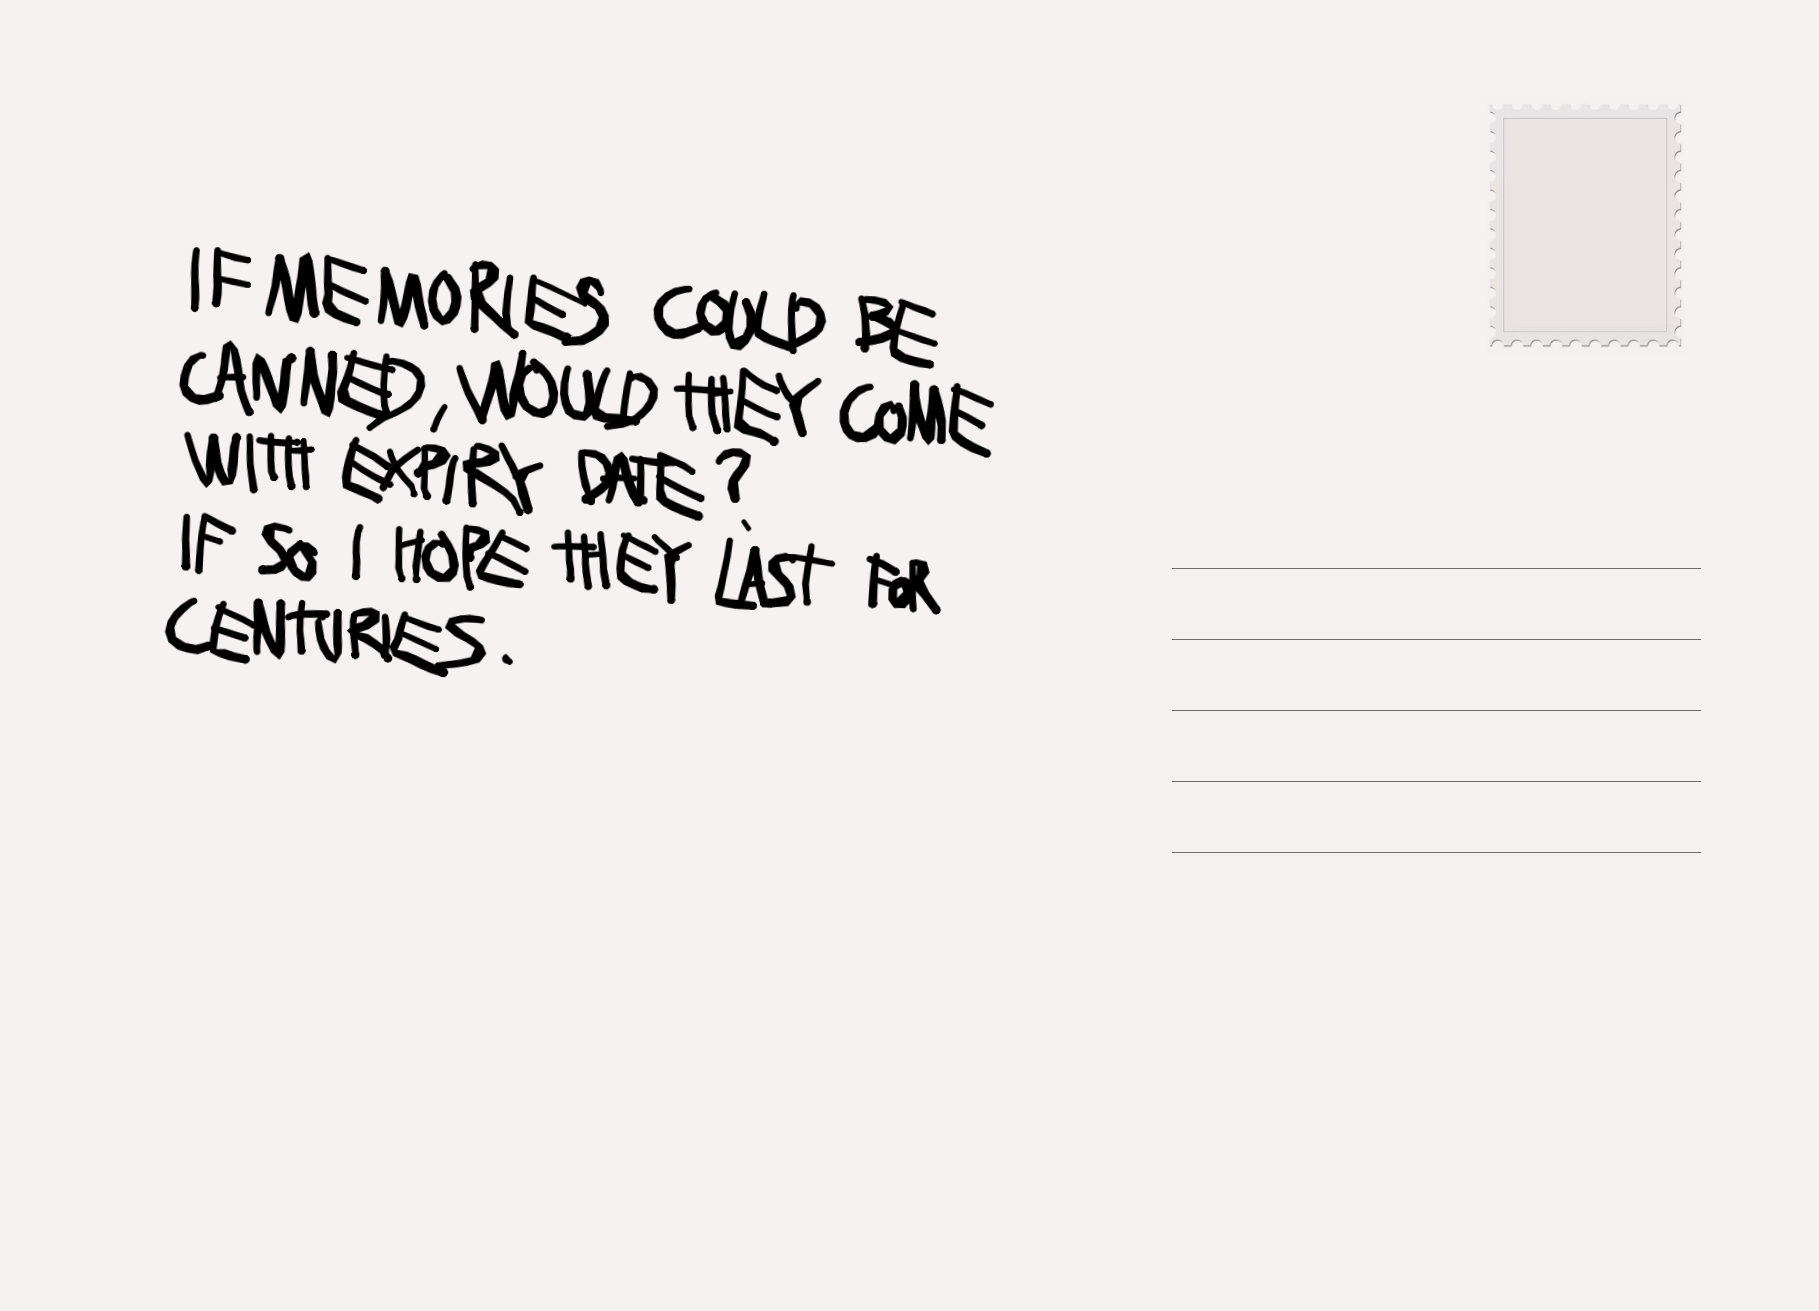 IF MEMORIES COULD BE
CANNED, WOULD THEY COME
WITH EXPIRY DATE?
IF SO I HOPE THEY LAST FOR
CENTURIES.